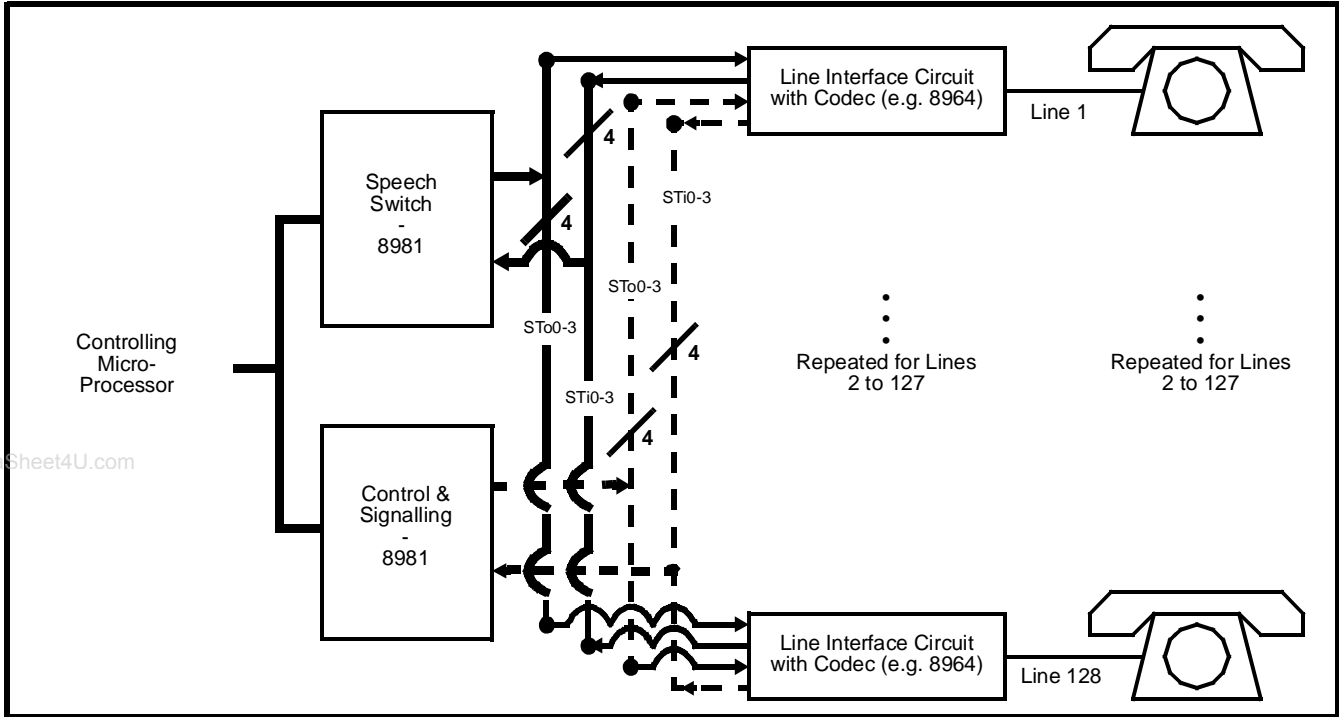 Line Interface Circuit
with Codec (e.g. 8964)
Line 1
4
Speech
Switch
-
8981
STi0-3
4
STo0-3
STo0-3
Controlling
Micro-
Processor
4
Repeated for Lines
2 to 127
Repeated for Lines
2 to 127
STi0-3
4
Sheet4U.com
Control &
Signalling
-
8981
Line Interface Circuit
with Codec (e.g. 8964)
Line 128